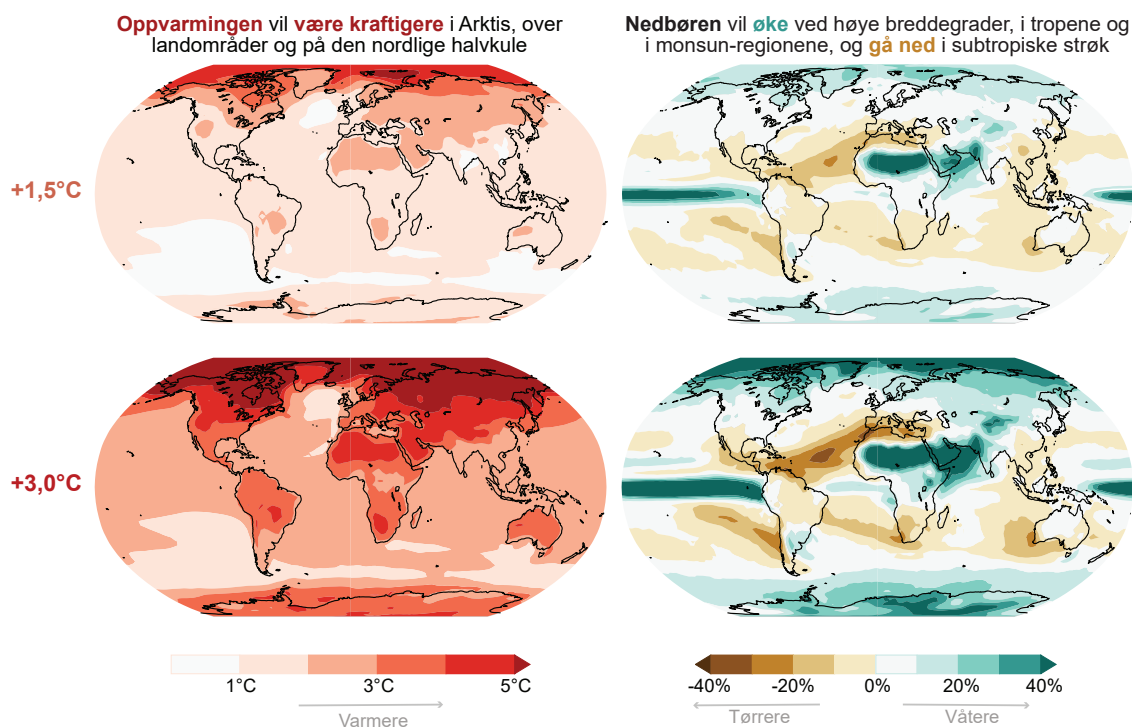 Oppvarmingen vil være kraftigere i Arktis, over
landområder og på den nordlige halvkule
Nedbøren vil øke ved høye breddegrader, i tropene og
i monsun-regionene, og gå ned i subtropiske strøk
+1,5°C
+3,0°C
1°C 3°C 5°C
Varmere
-40% -20% 0% 20% 40%
Tørrere Våtere